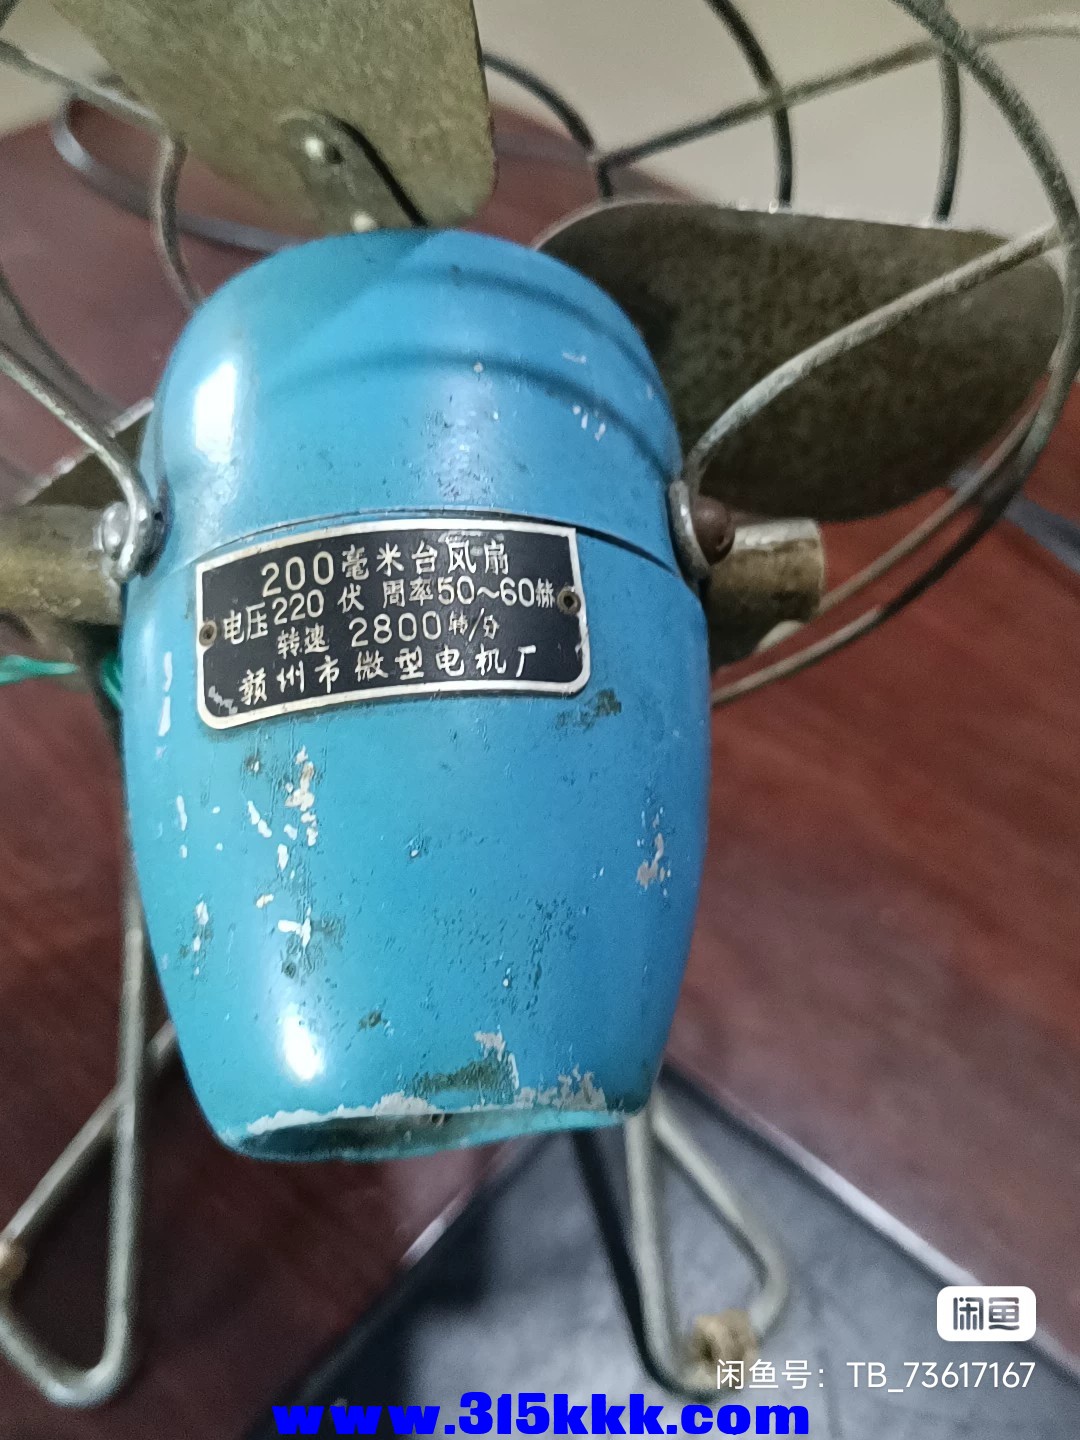 200毫米台风扇
电压220伏 周率50~60赫
转速 2800转/分
赣州市微型电机厂
闲鱼
闲鱼号：TB_73617167
www.315kkk.com